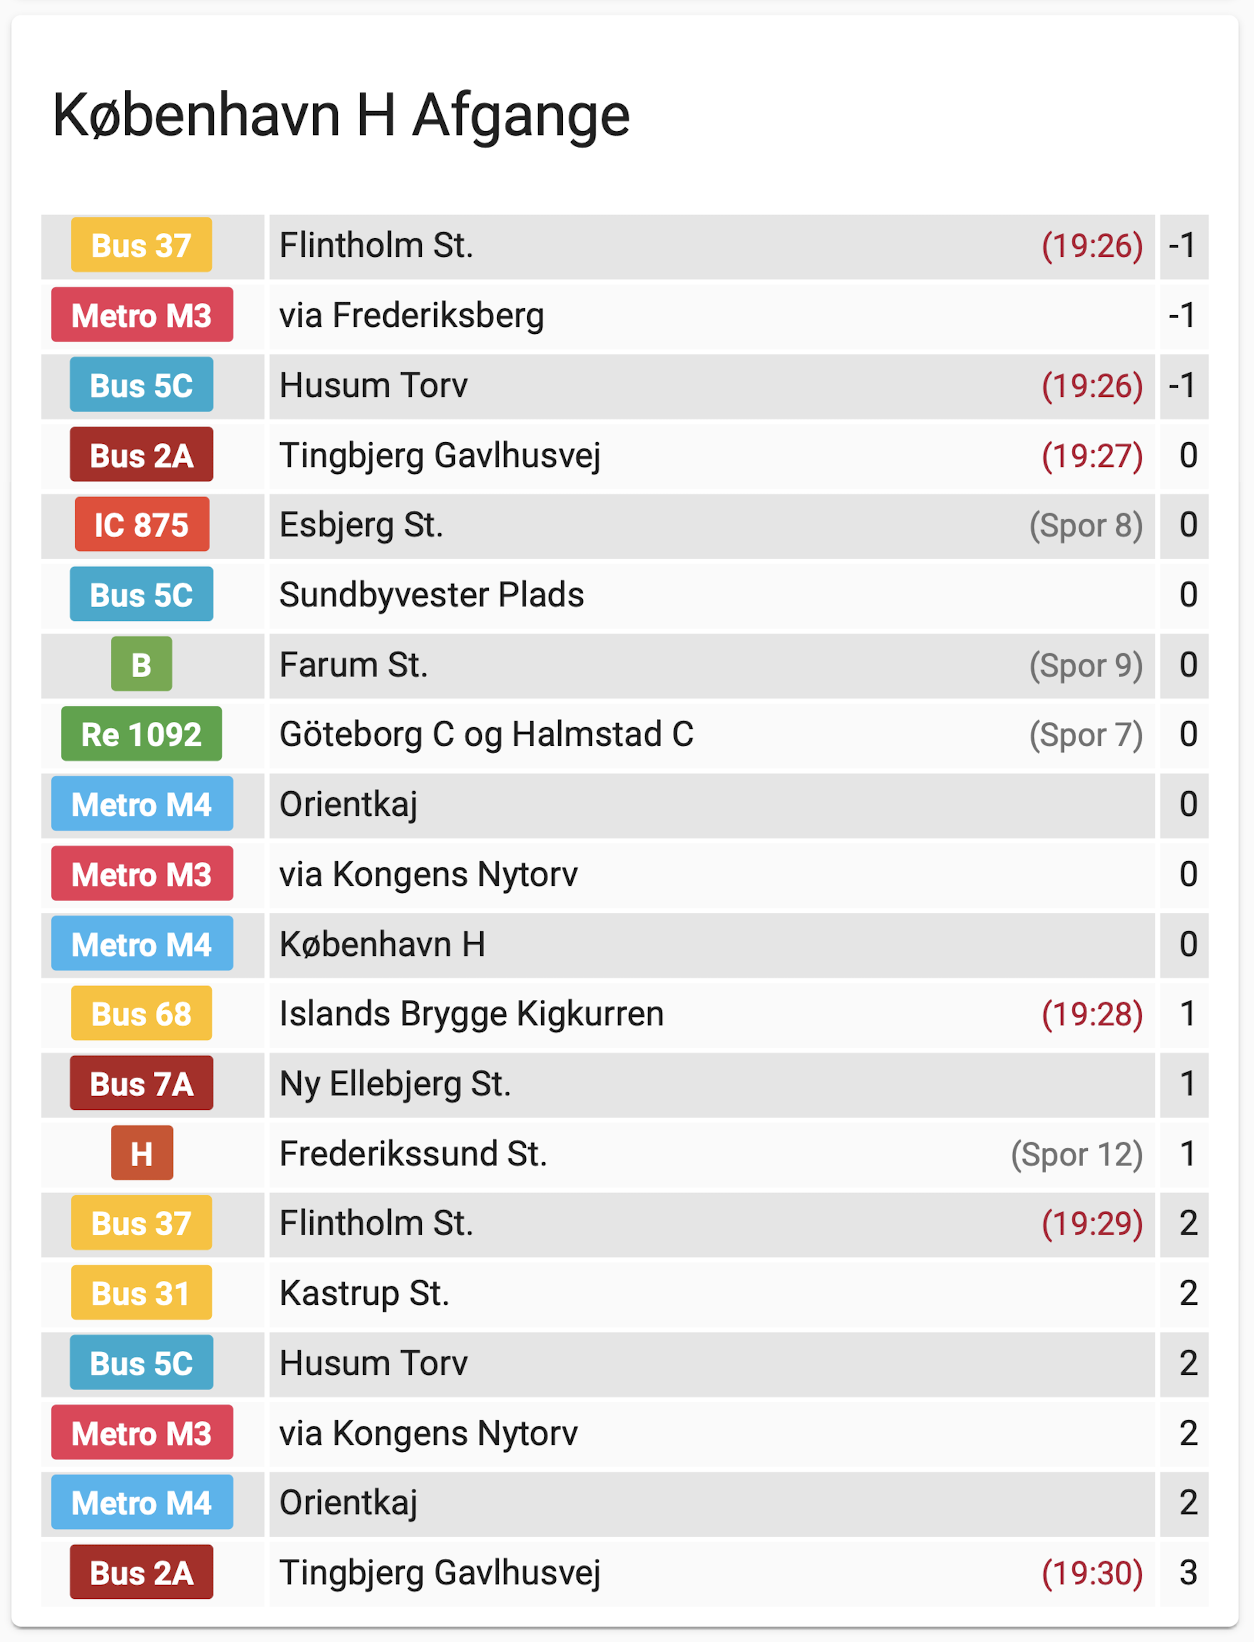 København H Afgange
Bus 37 Flintholm St. (19:26) -1
Metro M3 via Frederiksberg -1
Bus 5C Husum Torv (19:26) -1
Bus 2A Tingbjerg Gavlhusvej (19:27) 0
IC 875 Esbjerg St. (Spor 8) 0
Bus 5C Sundbyvester Plads 0
B Farum St. (Spor 9) 0
Re 1092 Göteborg C og Halmstad C (Spor 7) 0
Metro M4 Orientkaj 0
Metro M3 via Kongens Nytorv 0
Metro M4 København H 0
Bus 68 Islands Brygge Kigkurren (19:28) 1
Bus 7A Ny Ellebjerg St. 1
H Frederikssund St. (Spor 12) 1
Bus 37 Flintholm St. (19:29) 2
Bus 31 Kastrup St. 2
Bus 5C Husum Torv 2
Metro M3 via Kongens Nytorv 2
Metro M4 Orientkaj 2
Bus 2A Tingbjerg Gavlhusvej (19:30) 3